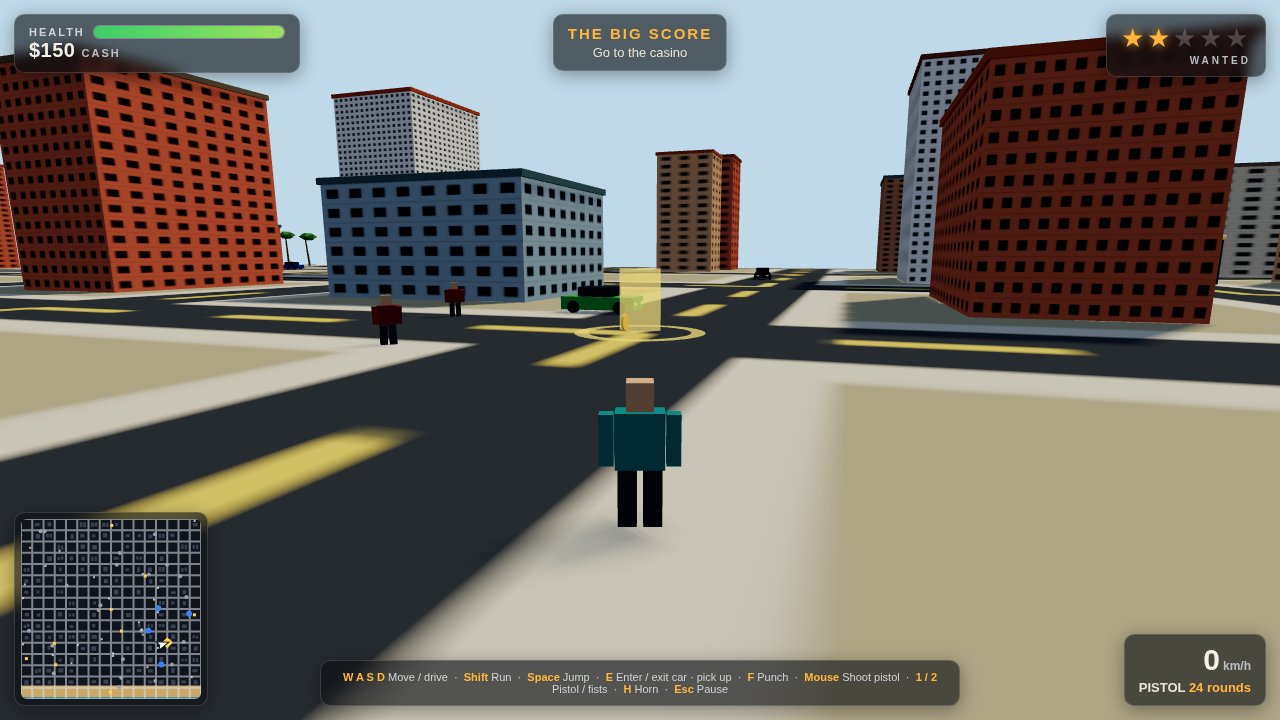 HEALTH
$150 CASH
THE BIG SCORE
Go to the casino
WANTED
W A S D Move / drive · Shift Run · Space Jump · E Enter / exit car · pick up · F Punch · Mouse Shoot pistol · 1 / 2
Pistol / fists · H Horn · Esc Pause
0 km/h
PISTOL 24 rounds